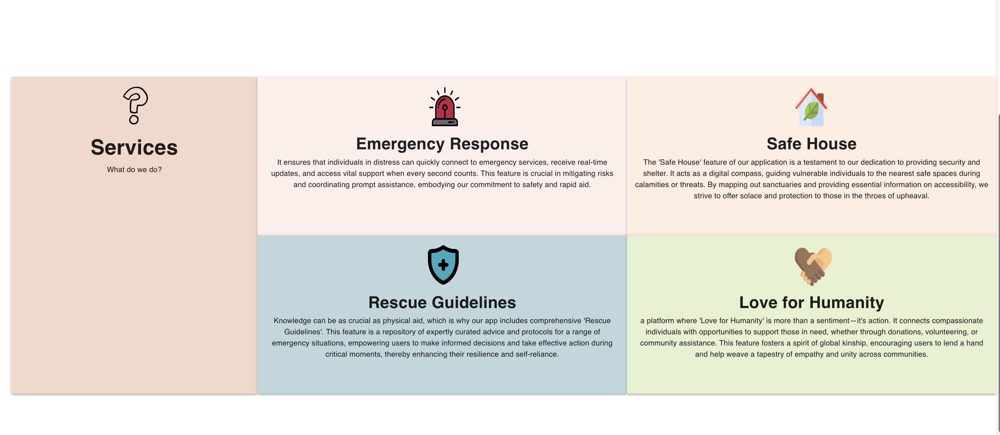 Services
What do we do?
Emergency Response
It ensures that individuals in distress can quickly connect to emergency services, receive real-time
updates, and access vital support when every second counts. This feature is crucial in mitigating risks
and coordinating prompt assistance, embodying our commitment to safety and rapid aid.
Safe House
The 'Safe House' feature of our application is a testament to our dedication to providing security and
shelter. It acts as a digital compass, guiding vulnerable individuals to the nearest safe spaces during
calamities or threats. By mapping out sanctuaries and providing essential information on accessibility, we
strive to offer solace and protection to those in the throes of upheaval.
Rescue Guidelines
Knowledge can be as crucial as physical aid, which is why our app includes comprehensive 'Rescue
Guidelines'. This feature is a repository of expertly curated advice and protocols for a range of
emergency situations, empowering users to make informed decisions and take effective action during
critical moments, thereby enhancing their resilience and self-reliance.
Love for Humanity
a platform where 'Love for Humanity' is more than a sentiment—it's action. It connects compassionate
individuals with opportunities to support those in need, whether through donations, volunteering, or
community assistance. This feature fosters a spirit of global kinship, encouraging users to lend a hand
and help weave a tapestry of empathy and unity across communities.